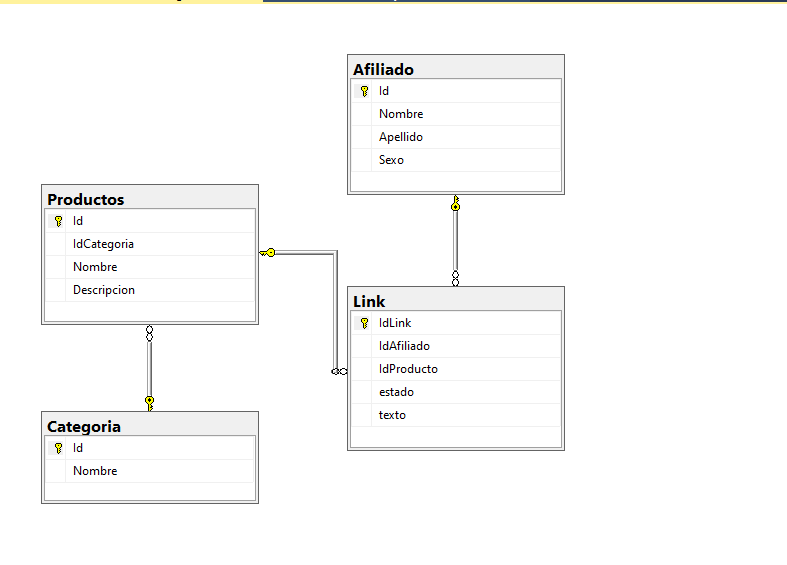 Afiliado
Id
Nombre
Apellido
Sexo
Productos
Id
IdCategoria
Nombre
Descripcion
Link
IdLink
IdAfiliado
IdProducto
estado
texto
Categoria
Id
Nombre